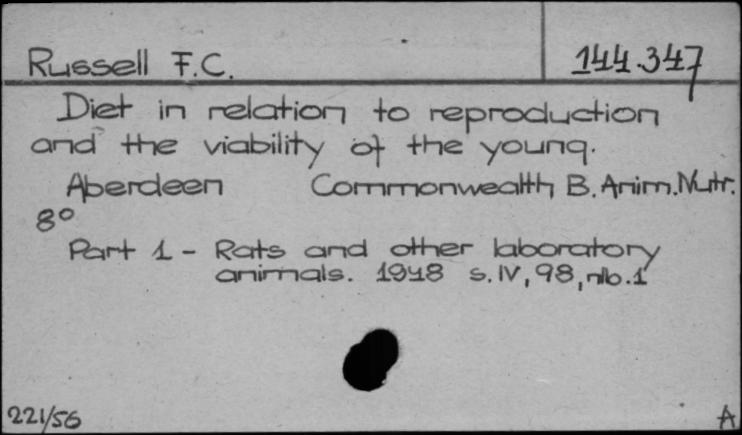 Russell F.C. 144.347
Diet in relation to reproduction
and the viability of the young.
Aberdeen Commonwealth B. Anim. Nutr.
8º
Part 1 - Rats and other laboratory
animals. 1948 s. IV, 98, nlb. 1
221/56 A